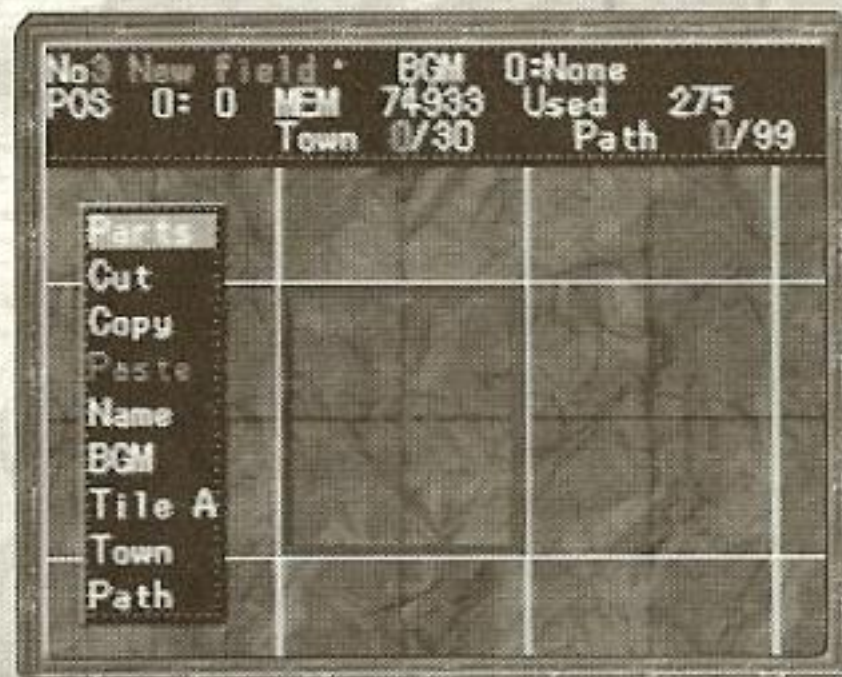 No3 New field BGM 0:None
POS 0: 0 MEM 74933 Used 275
Town 0/30 Path 0/99
Parts
Cut
Copy
Paste
Name
BGM
Tile A
Town
Path